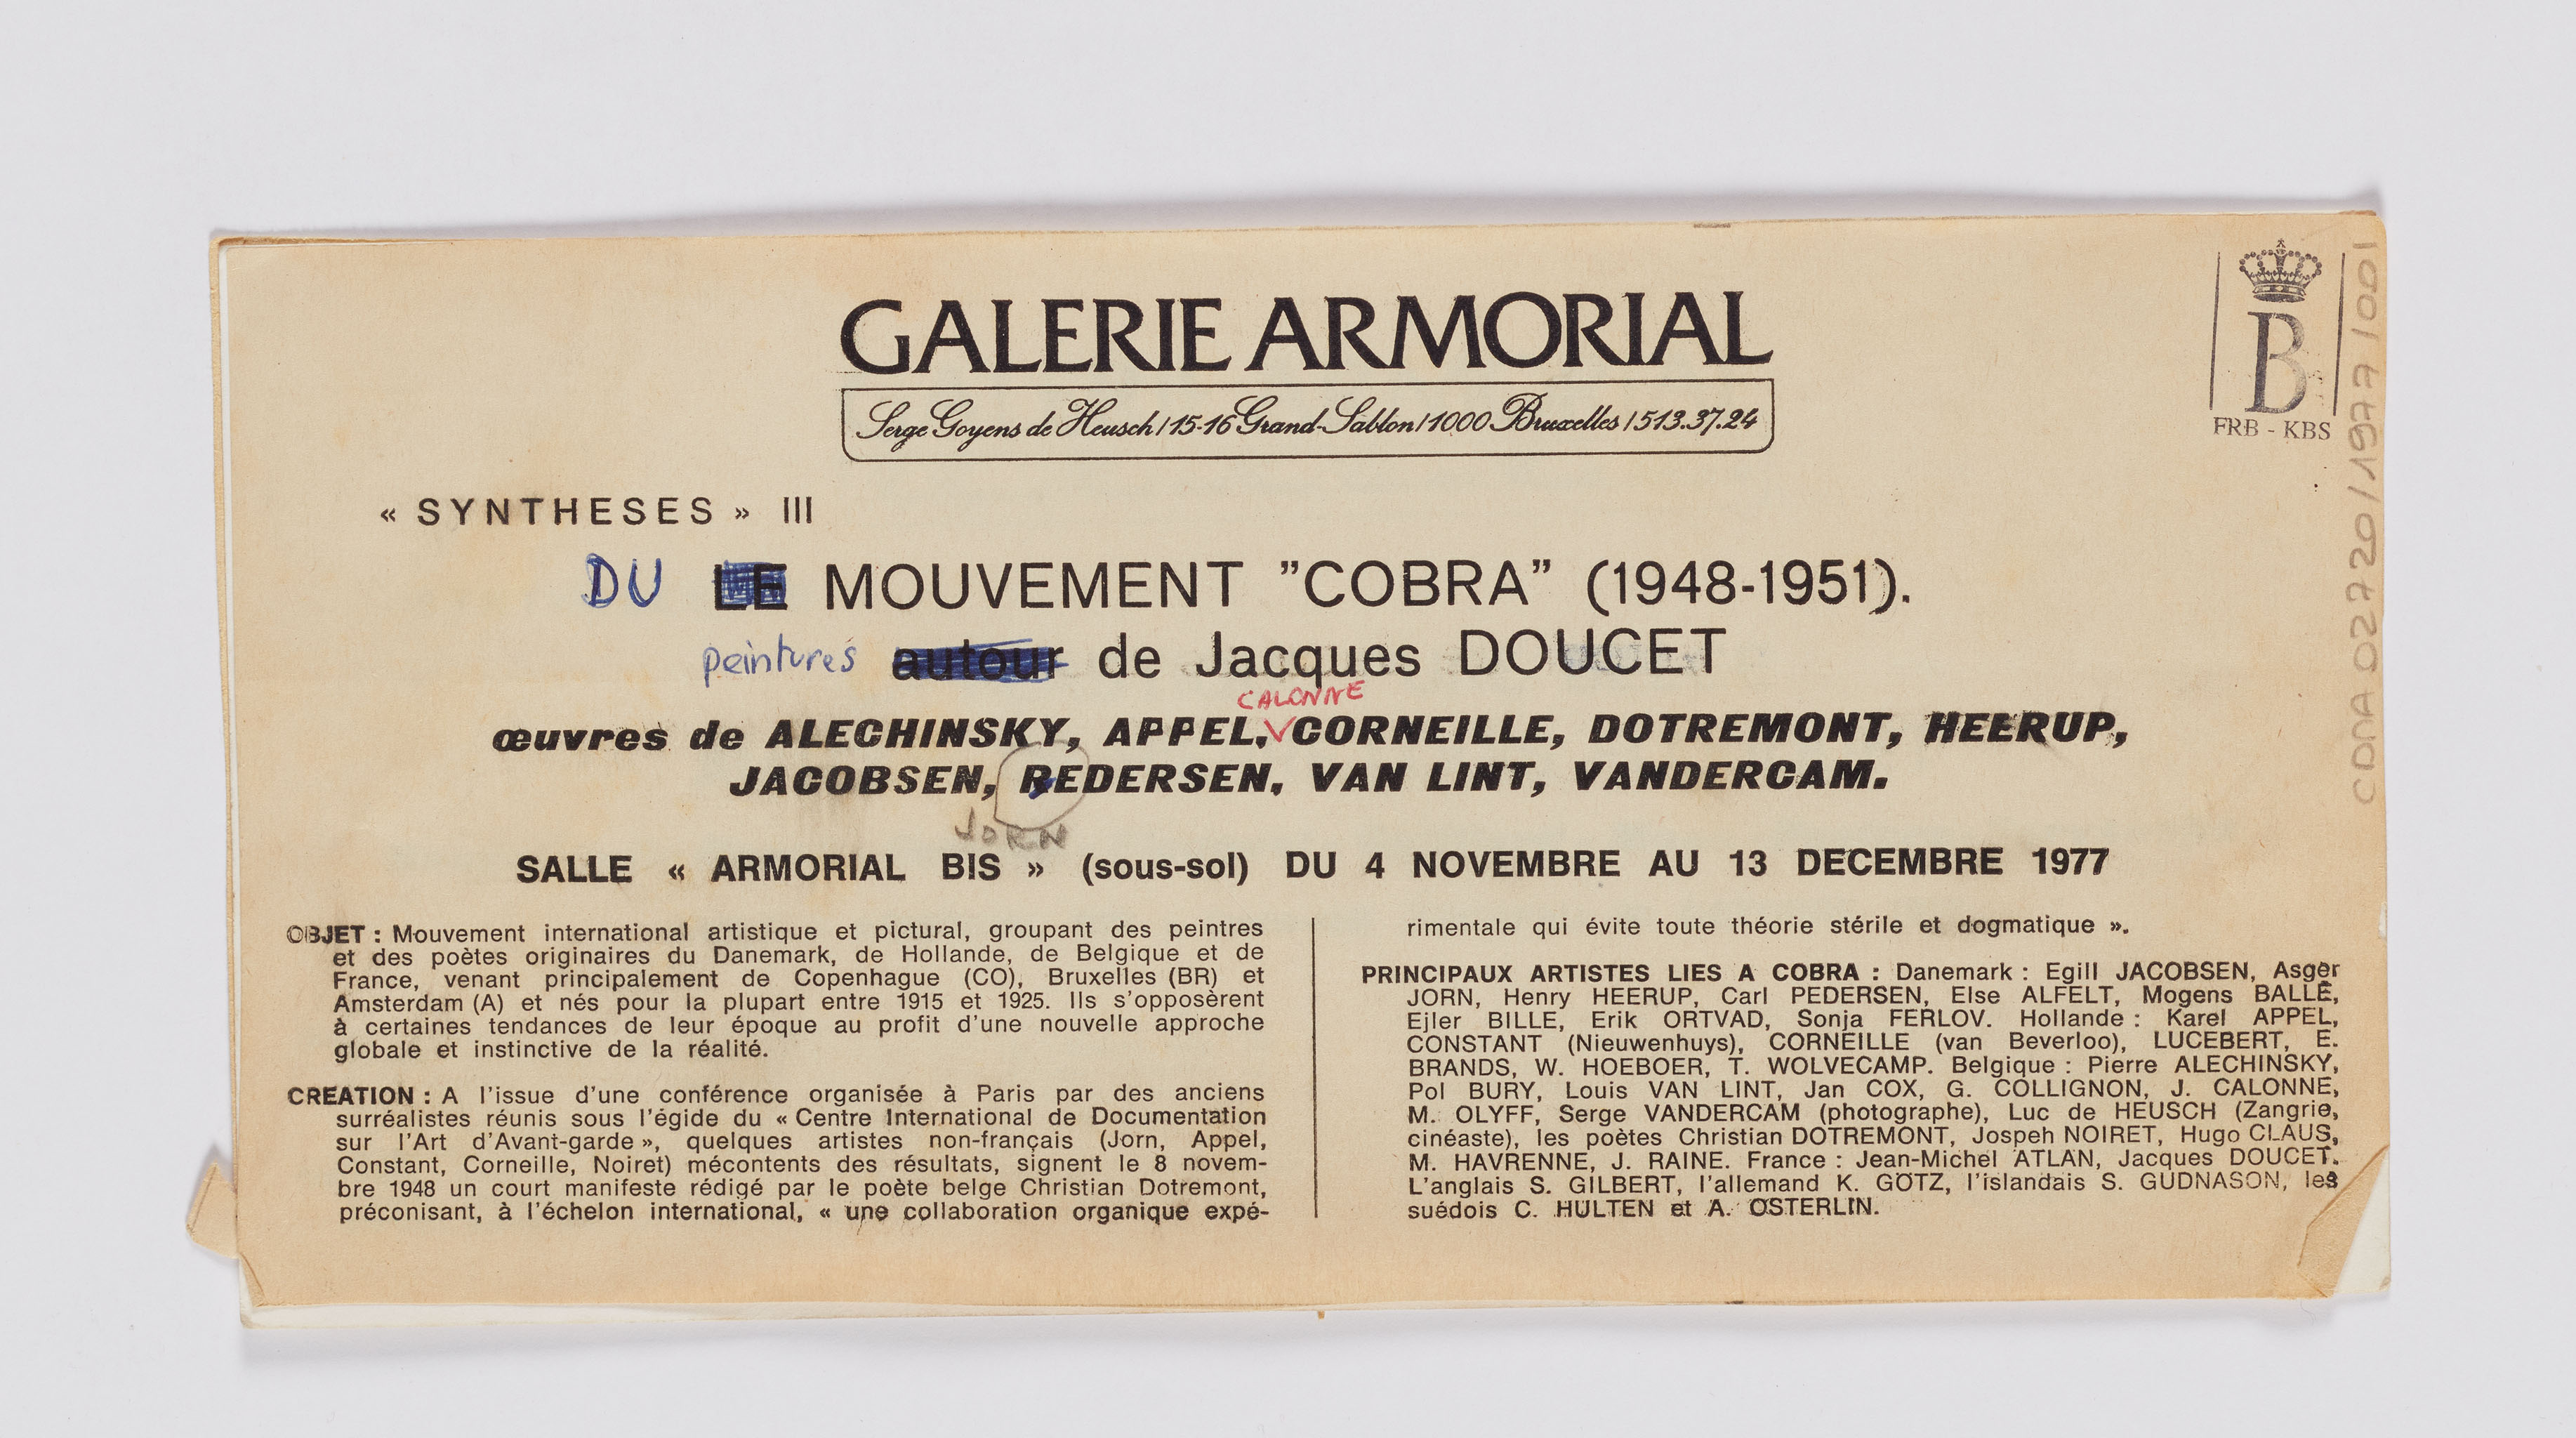 GALERIE ARMORIAL
Serge Goyens de Heusch / 15-16 Grand-Sablon / 1000 Bruxelles / 513.37.24
B
FRB - KBS
CDMA 02720/1977/001
« SYNTHESES » III
DU LE MOUVEMENT "COBRA" (1948-1951).
peintures autour de Jacques DOUCET
CALONNE
œuvres de ALECHINSKY, APPEL, CORNEILLE, DOTREMONT, HEERUP,
JACOBSEN, PEDERSEN, VAN LINT, VANDERCAM.
JORN
SALLE « ARMORIAL BIS » (sous-sol) DU 4 NOVEMBRE AU 13 DECEMBRE 1977
OBJET : Mouvement international artistique et pictural, groupant des peintres
et des poètes originaires du Danemark, de Hollande, de Belgique et de
France, venant principalement de Copenhague (CO), Bruxelles (BR) et
Amsterdam (A) et nés pour la plupart entre 1915 et 1925. Ils s'opposèrent
à certaines tendances de leur époque au profit d'une nouvelle approche
globale et instinctive de la réalité.
CREATION : A l'issue d'une conférence organisée à Paris par des anciens
surréalistes réunis sous l'égide du « Centre International de Documentation
sur l'Art d'Avant-garde », quelques artistes non-français (Jorn, Appel,
Constant, Corneille, Noiret) mécontents des résultats, signent le 8 novem-
bre 1948 un court manifeste rédigé par le poète belge Christian Dotremont,
préconisant, à l'échelon international, « une collaboration organique expé-
rimentale qui évite toute théorie stérile et dogmatique ».
PRINCIPAUX ARTISTES LIES A COBRA : Danemark : Egill JACOBSEN, Asger
JORN, Henry HEERUP, Carl PEDERSEN, Else ALFELT, Mogens BALLE,
Ejler BILLE, Erik ORTVAD, Sonja FERLOV. Hollande : Karel APPEL,
CONSTANT (Nieuwenhuys), CORNEILLE (van Beverloo), LUCEBERT, E.
BRANDS, W. HOEBOER, T. WOLVECAMP. Belgique : Pierre ALECHINSKY,
Pol BURY, Louis VAN LINT, Jan COX, G. COLLIGNON, J. CALONNE,
M. OLYFF, Serge VANDERCAM (photographe), Luc de HEUSCH (Zangrie,
cinéaste), les poètes Christian DOTREMONT, Jospeh NOIRET, Hugo CLAUS,
M. HAVRENNE, J. RAINE. France : Jean-Michel ATLAN, Jacques DOUCET.
L'anglais S. GILBERT, l'allemand K. GÖTZ, l'islandais S. GUDNASON, les
suédois C. HULTEN et A. OSTERLIN.